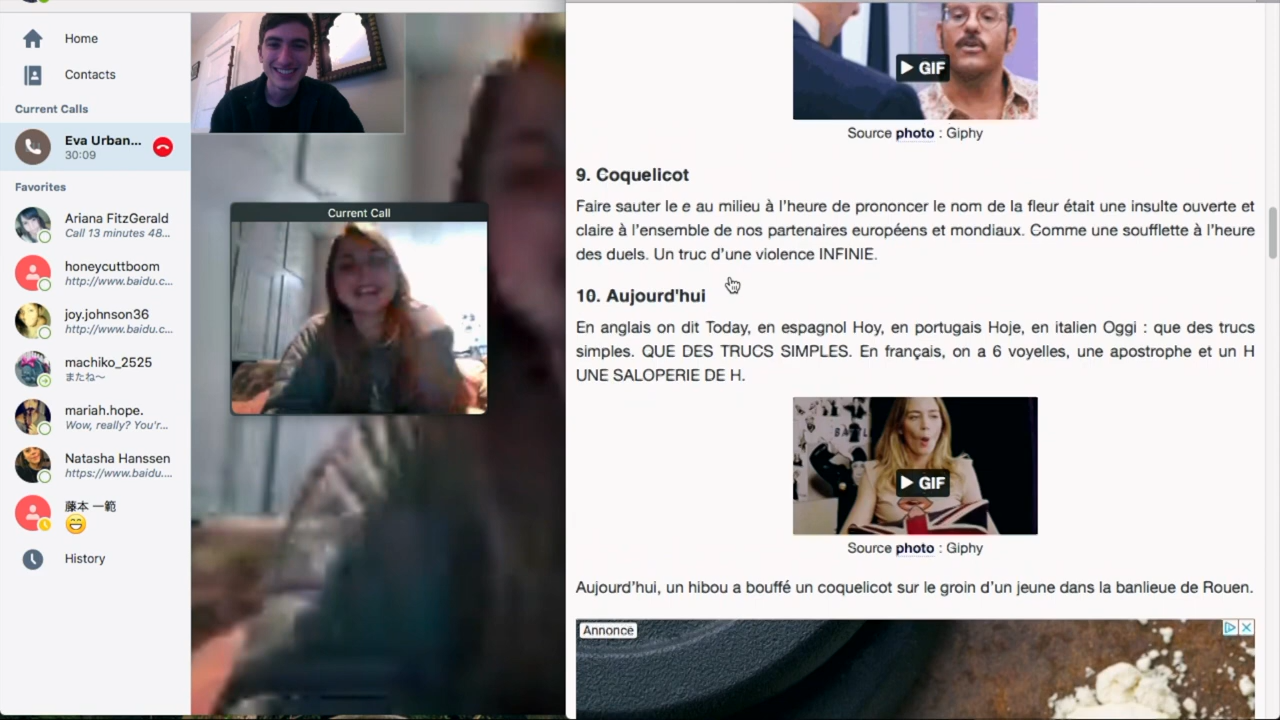 Home
Contacts
Current Calls
Eva Urban...
30:09
Favorites
Ariana FitzGerald
Call 13 minutes 48...
honeycuttboom
http://www.baidu.c...
joy.johnson36
http://www.baidu.c...
machiko_2525
またね〜
mariah.hope.
Wow, really? You'r...
Natasha Hanssen
https://www.baidu....
藤本 一範
History
Current Call
GIF
Source photo : Giphy
9. Coquelicot
Faire sauter le e au milieu à l'heure de prononcer le nom de la fleur était une insulte ouverte et
claire à l'ensemble de nos partenaires européens et mondiaux. Comme une soufflette à l'heure
des duels. Un truc d'une violence INFINIE.
10. Aujourd'hui
En anglais on dit Today, en espagnol Hoy, en portugais Hoje, en italien Oggi : que des trucs
simples. QUE DES TRUCS SIMPLES. En français, on a 6 voyelles, une apostrophe et un H
UNE SALOPERIE DE H.
GIF
Source photo : Giphy
Aujourd'hui, un hibou a bouffé un coquelicot sur le groin d'un jeune dans la banlieue de Rouen.
Annonce